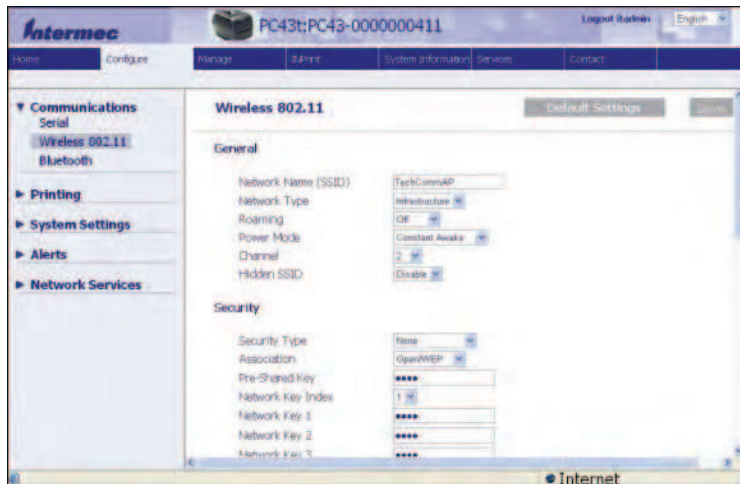 Intermec
PC43t:PC43-0000000411
Logout itadmin
English
Home
Configure
Manage
INPrint
System Information
Services
Contact
Communications
Serial
Wireless 802.11
Bluetooth
Printing
System Settings
Alerts
Network Services
Wireless 802.11
Default Settings
Save
General
Network Name (SSID) TechCommAP
Network Type Infrastructure
Roaming Off
Power Mode Constant Awake
Channel 2
Hidden SSID Disable
Security
Security Type None
Association Open/WEP
Pre-Shared Key ••••
Network Key Index 1
Network Key 1 ••••
Network Key 2 ••••
Network Key 3
Internet